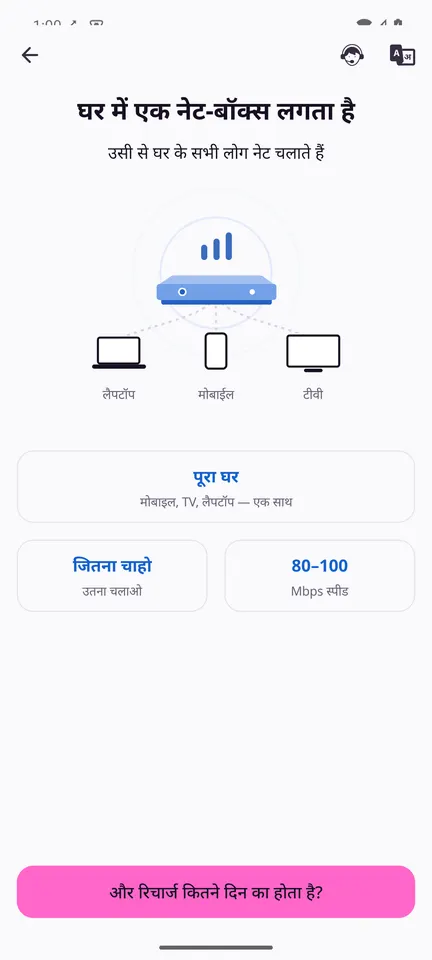 घर में एक नेट-बॉक्स लगता है
उसी से घर के सभी लोग नेट चलाते हैं
लैपटॉप
मोबाईल
टीवी
पूरा घर
मोबाइल, TV, लैपटॉप — एक साथ
जितना चाहो
उतना चलाओ
80–100
Mbps स्पीड
और रिचार्ज कितने दिन का होता है?